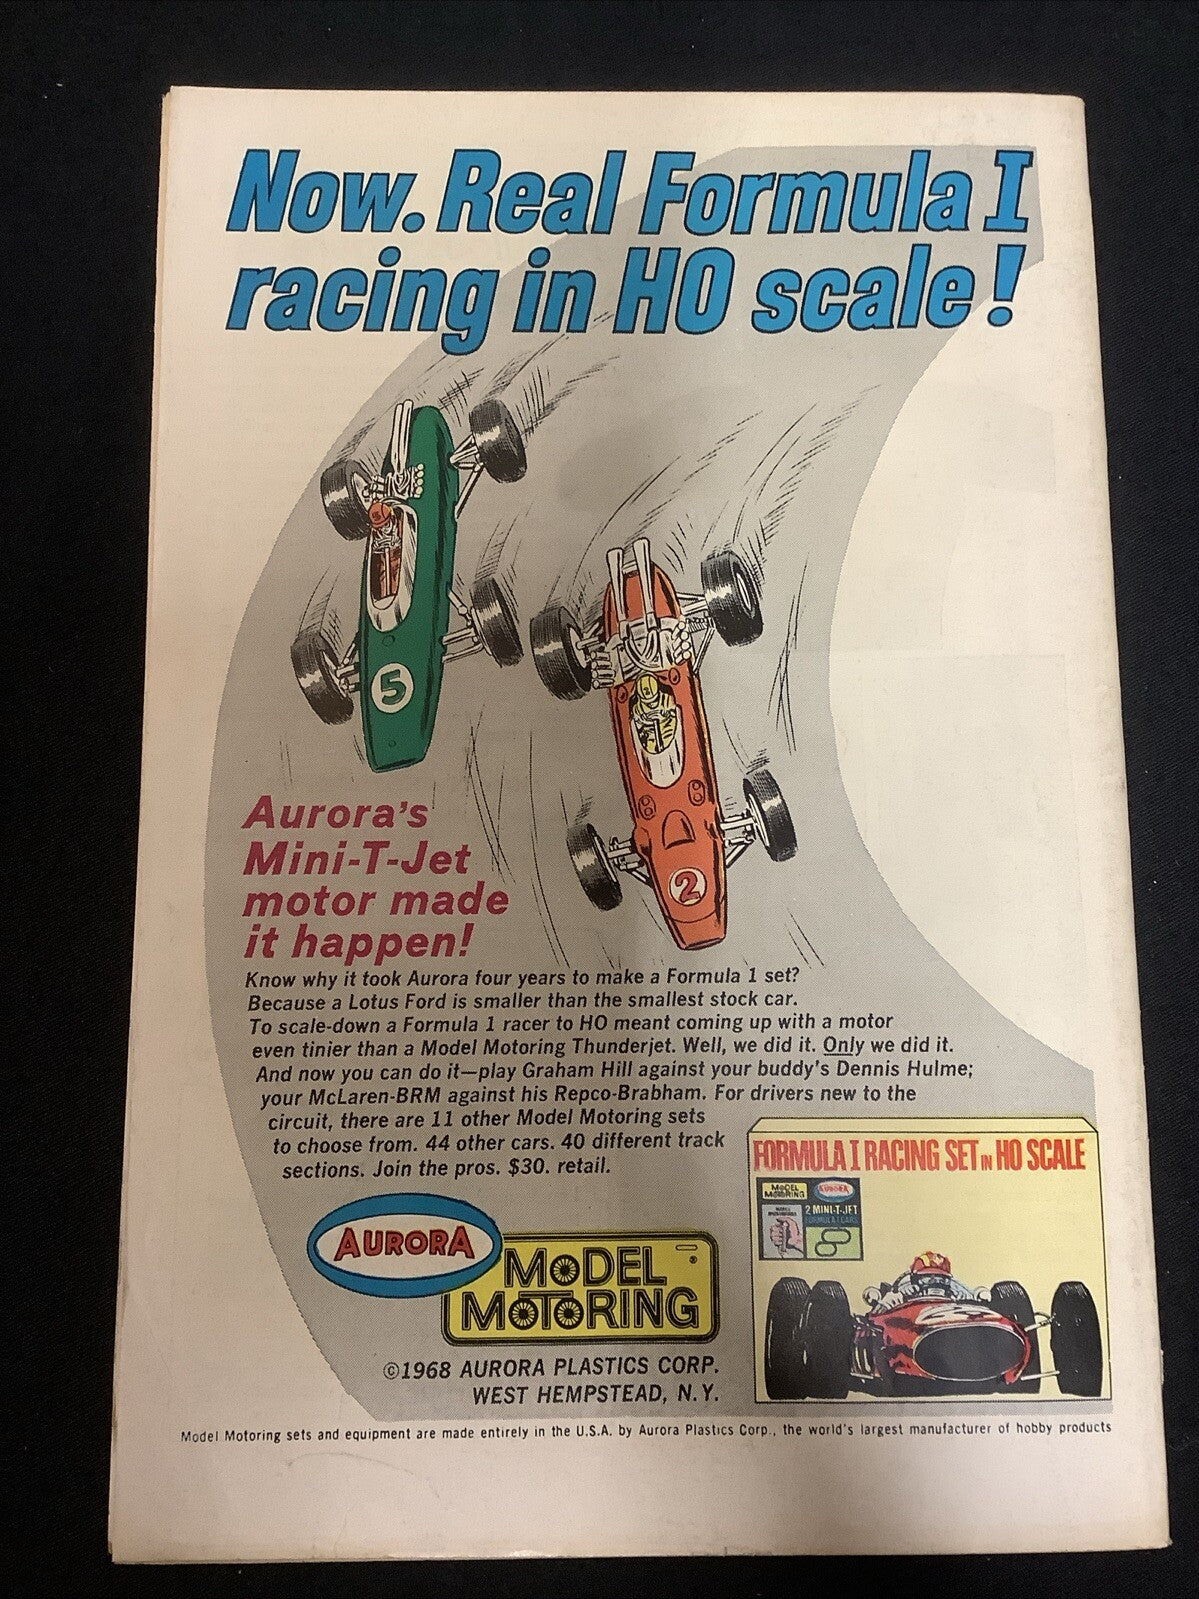 Now. Real Formula I
racing in HO scale!
5
2
Aurora's
Mini-T-Jet
motor made
it happen!
Know why it took Aurora four years to make a Formula 1 set?
Because a Lotus Ford is smaller than the smallest stock car.
To scale-down a Formula 1 racer to HO meant coming up with a motor
even tinier than a Model Motoring Thunderjet. Well, we did it. Only we did it.
And now you can do it—play Graham Hill against your buddy's Dennis Hulme;
your McLaren-BRM against his Repco-Brabham. For drivers new to the
circuit, there are 11 other Model Motoring sets
to choose from. 44 other cars. 40 different track
sections. Join the pros. $30. retail.
FORMULA I RACING SET IN HO SCALE
MODEL
MOTORING
AURORA
2 MINI-T-JET
FORMULA I CARS
AURORA
MODEL ®
MOTORING
©1968 AURORA PLASTICS CORP.
WEST HEMPSTEAD, N.Y.
Model Motoring sets and equipment are made entirely in the U.S.A. by Aurora Plastics Corp., the world's largest manufacturer of hobby products